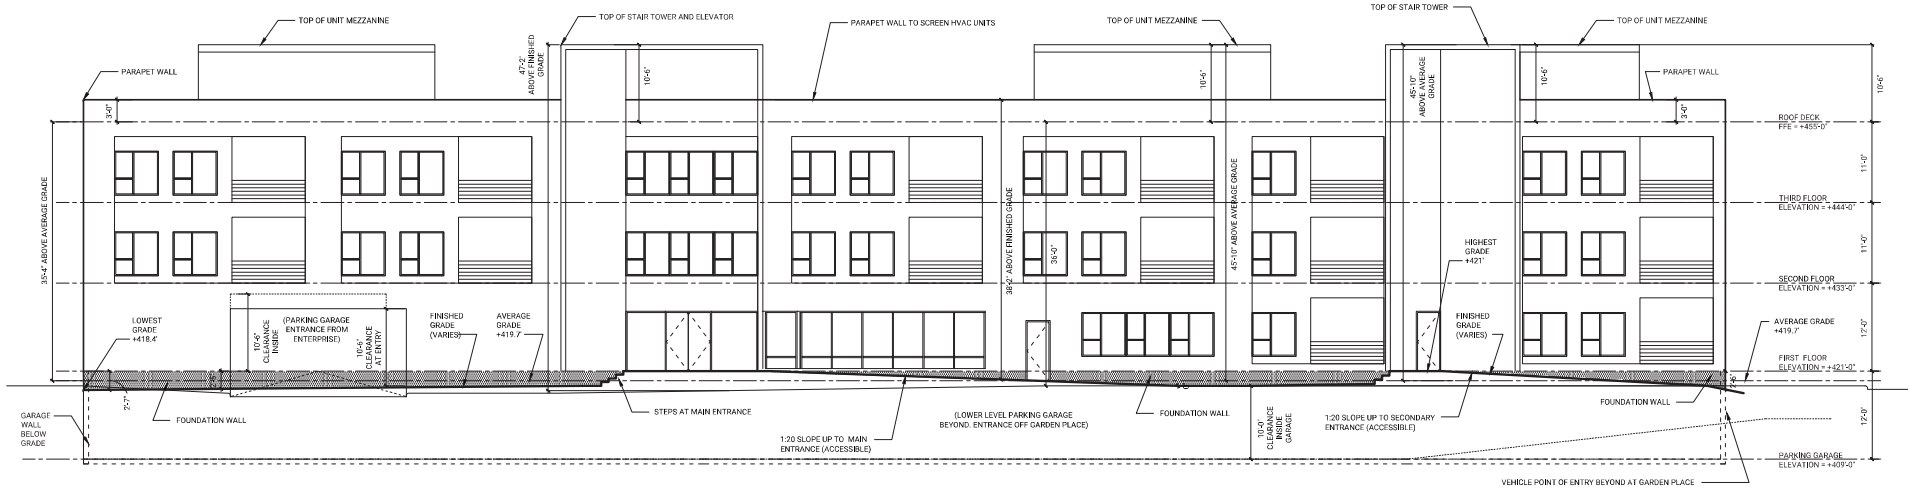 TOP OF UNIT MEZZANINE
TOP OF STAIR TOWER AND ELEVATOR
PARAPET WALL TO SCREEN HVAC UNITS
TOP OF UNIT MEZZANINE
TOP OF STAIR TOWER
TOP OF UNIT MEZZANINE
PARAPET WALL
47'-2"
ABOVE FINISHED
GRADE
10'-6"
10'-6"
45'-10"
ABOVE AVERAGE
GRADE
10'-6"
PARAPET WALL
10'-6"
3'-0"
3'-0"
ROOF DECK
FFE = +455'-0"
35'-4" ABOVE AVERAGE GRADE
38'-2" ABOVE FINISHED GRADE
36'-0"
45'-10" ABOVE AVERAGE GRADE
11'-0"
THIRD FLOOR
ELEVATION = +444'-0"
HIGHEST
GRADE
+421'
11'-0"
SECOND FLOOR
ELEVATION = +433'-0"
LOWEST
GRADE
+418.4'
10'-6"
CLEARANCE
INSIDE
(PARKING GARAGE
ENTRANCE FROM
ENTERPRISE)
10'-6"
CLEARANCE
AT ENTRY
FINISHED
GRADE
(VARIES)
AVERAGE
GRADE
+419.7'
FINISHED
GRADE
(VARIES)
AVERAGE GRADE
+419.7'
12'-0"
FIRST FLOOR
ELEVATION = +421'-0"
2'-7"
GARAGE
WALL
BELOW
GRADE
FOUNDATION WALL
STEPS AT MAIN ENTRANCE
1:20 SLOPE UP TO MAIN
ENTRANCE (ACCESSIBLE)
(LOWER LEVEL PARKING GARAGE
BEYOND. ENTRANCE OFF GARDEN PLACE)
FOUNDATION WALL
10'-0"
CLEARANCE
INSIDE
GARAGE
1:20 SLOPE UP TO SECONDARY
ENTRANCE (ACCESSIBLE)
FOUNDATION WALL
12'-0"
PARKING GARAGE
ELEVATION = +409'-0"
VEHICLE POINT OF ENTRY BEYOND AT GARDEN PLACE